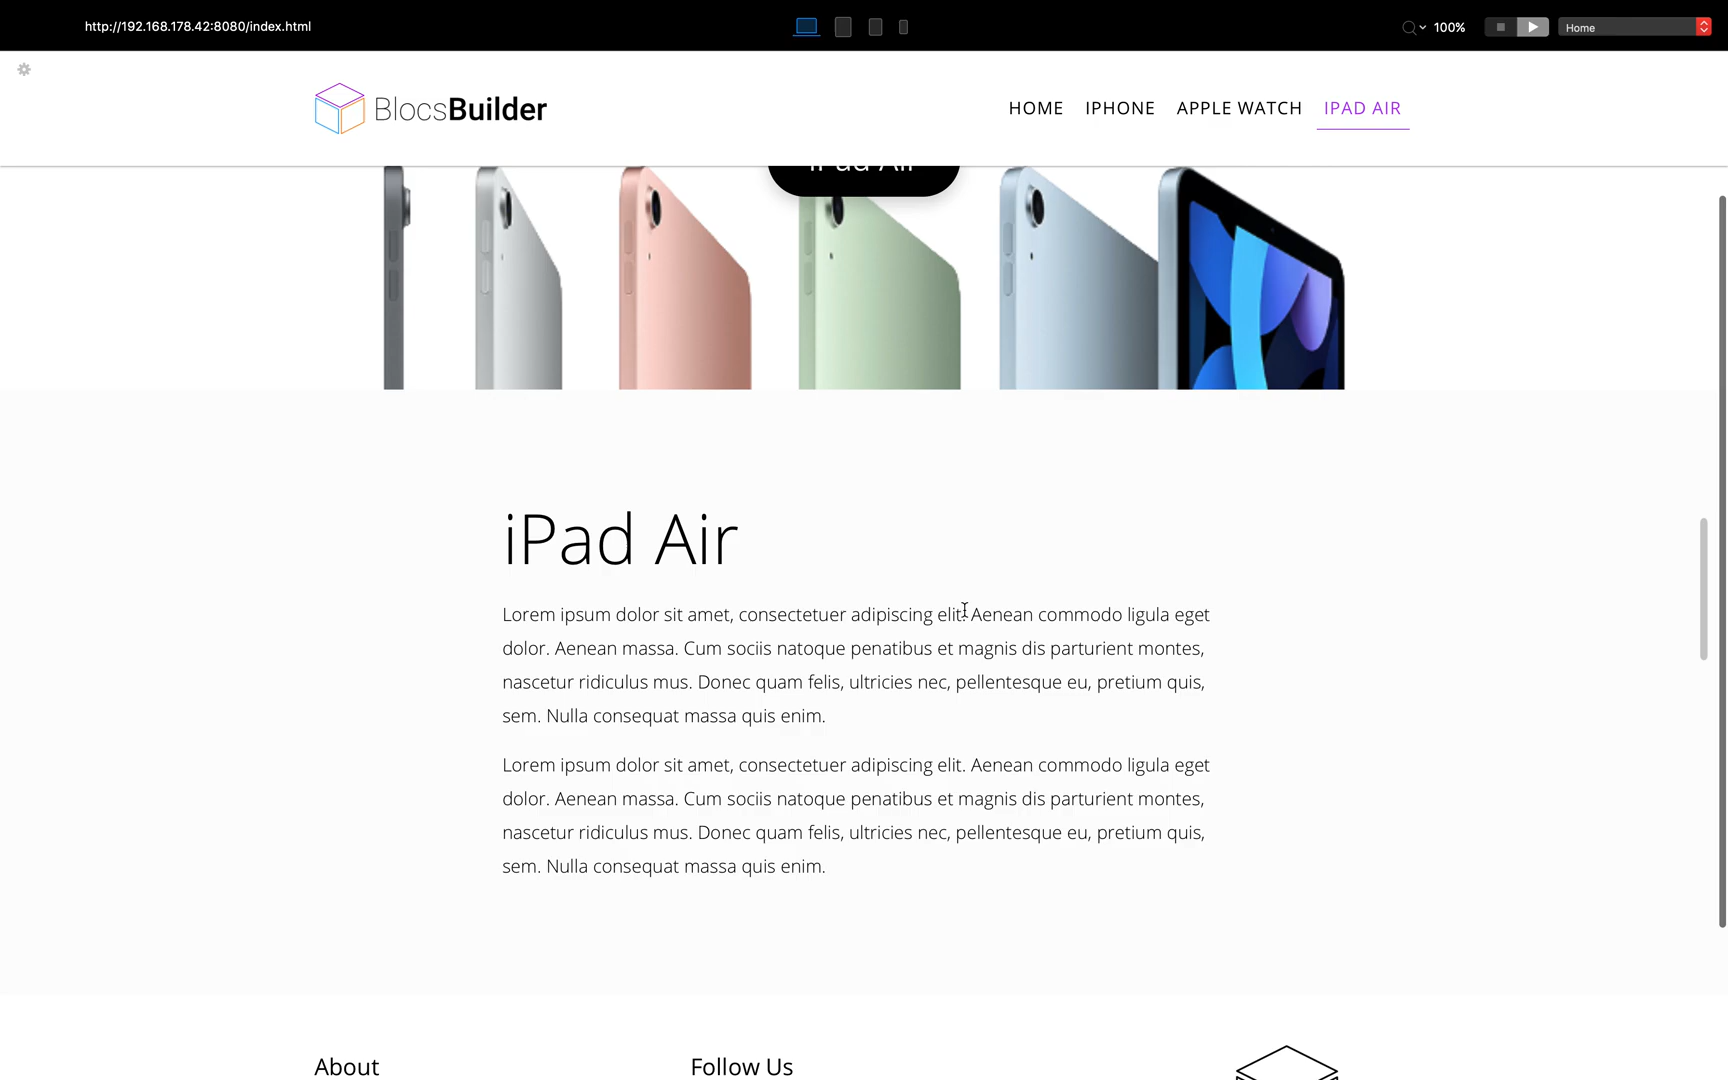 http://192.168.178.42:8080/index.html
100%
Home
BlocsBuilder
HOME IPHONE APPLE WATCH IPAD AIR
iPad Air
iPad Air
Lorem ipsum dolor sit amet, consectetuer adipiscing elit. Aenean commodo ligula eget
dolor. Aenean massa. Cum sociis natoque penatibus et magnis dis parturient montes,
nascetur ridiculus mus. Donec quam felis, ultricies nec, pellentesque eu, pretium quis,
sem. Nulla consequat massa quis enim.
Lorem ipsum dolor sit amet, consectetuer adipiscing elit. Aenean commodo ligula eget
dolor. Aenean massa. Cum sociis natoque penatibus et magnis dis parturient montes,
nascetur ridiculus mus. Donec quam felis, ultricies nec, pellentesque eu, pretium quis,
sem. Nulla consequat massa quis enim.
About
Follow Us